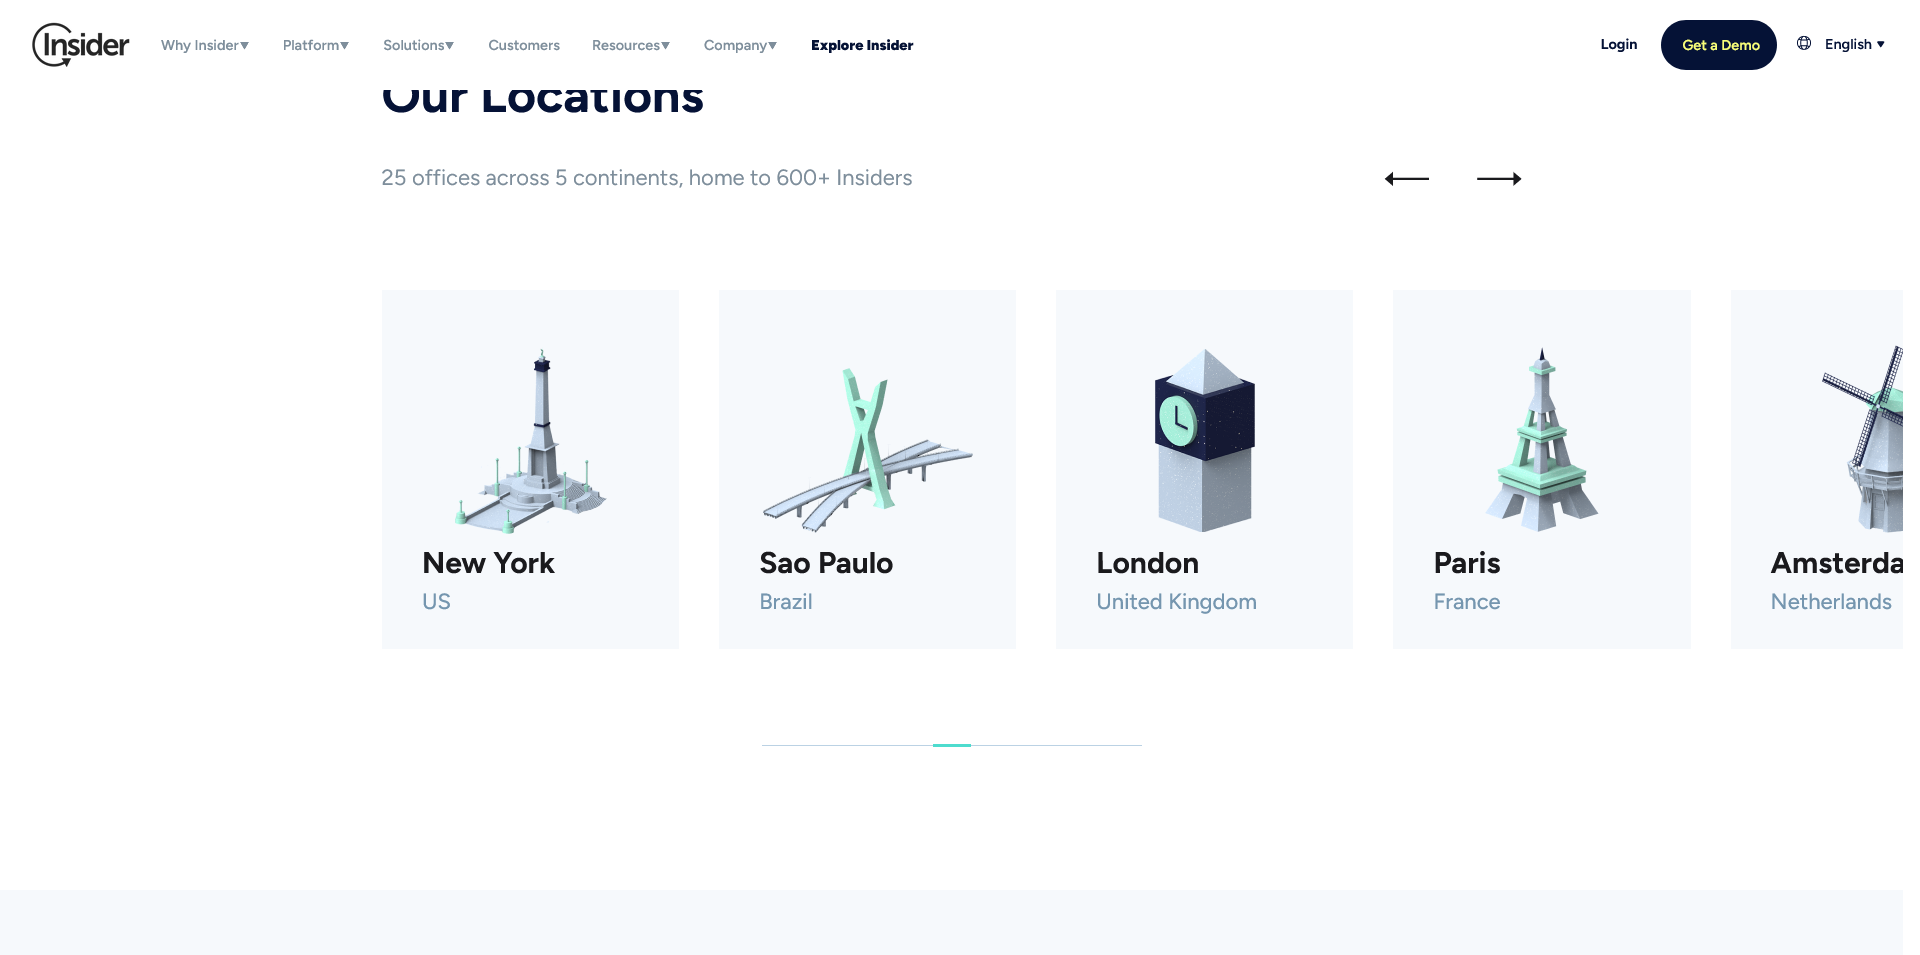 Insider
Why Insider
Platform
Solutions
Customers
Resources
Company
Explore Insider
Login
Get a Demo
English
Our Locations
25 offices across 5 continents, home to 600+ Insiders
New York
US
Sao Paulo
Brazil
London
United Kingdom
Paris
France
Amsterda
Netherlands